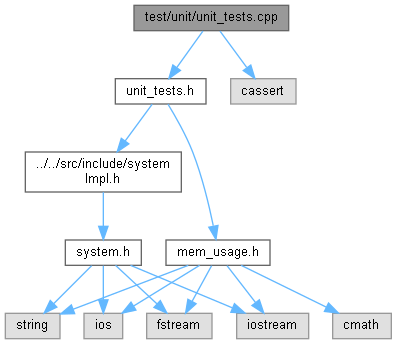 test/unit/unit_tests.cpp
unit_tests.h
cassert
../../src/include/system
Impl.h
system.h
mem_usage.h
string
ios
fstream
iostream
cmath